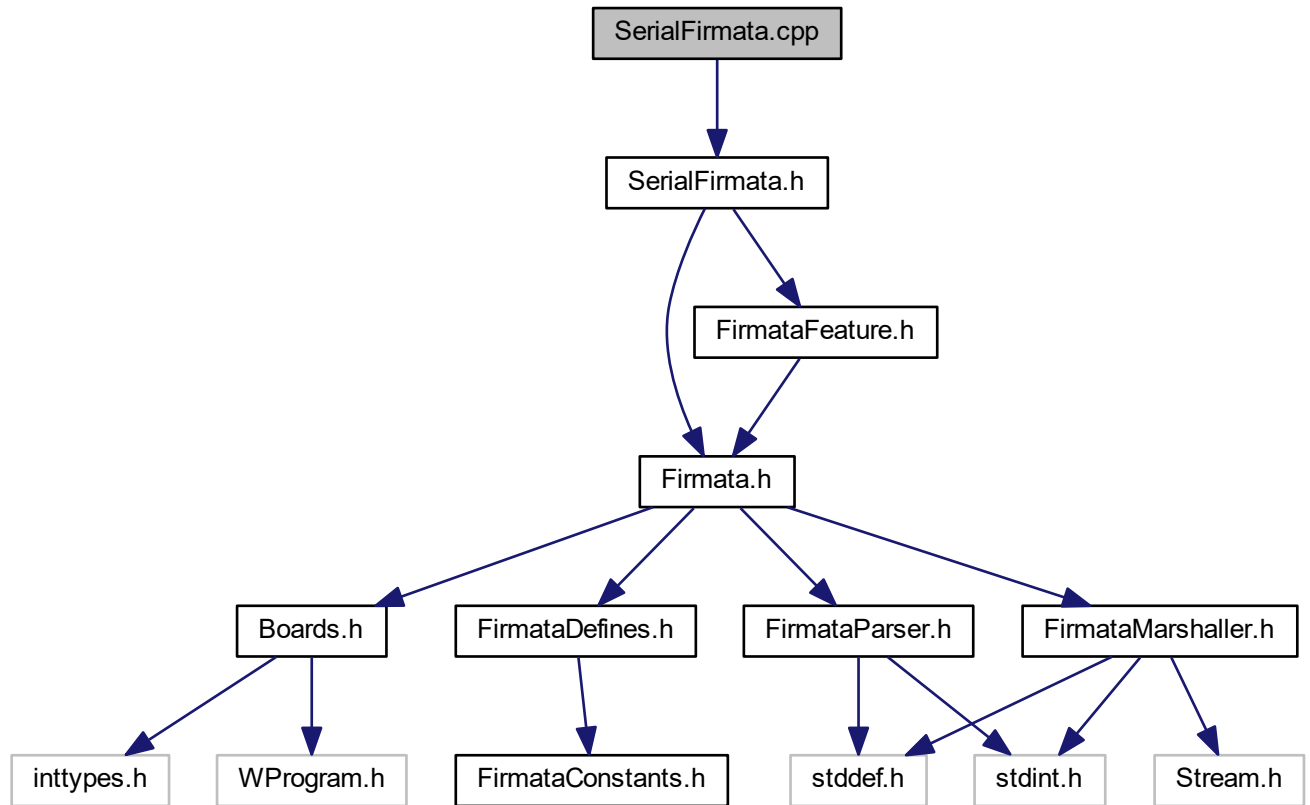 SerialFirmata.cpp
SerialFirmata.h
FirmataFeature.h
Firmata.h
Boards.h
FirmataDefines.h
FirmataParser.h
FirmataMarshaller.h
inttypes.h
WProgram.h
FirmataConstants.h
stddef.h
stdint.h
Stream.h